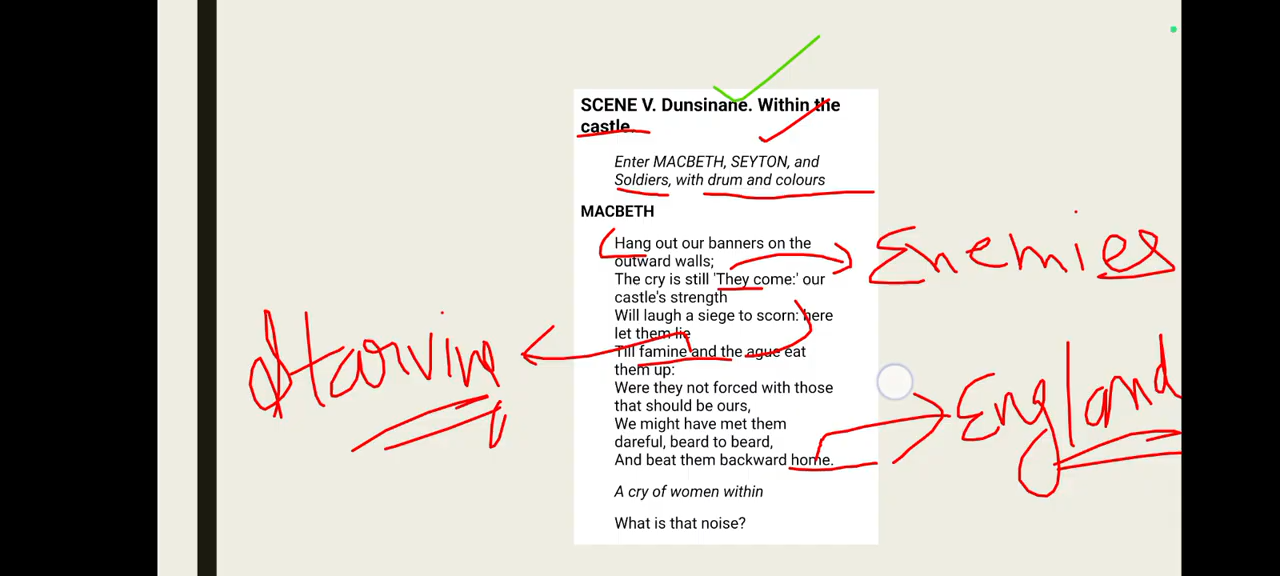 SCENE V. Dunsinane. Within the
castle.
Enter MACBETH, SEYTON, and
Soldiers, with drum and colours
MACBETH
Hang out our banners on the
outward walls;
The cry is still 'They come:' our
castle's strength
Will laugh a siege to scorn: here
let them lie
Till famine and the ague eat
them up:
Were they not forced with those
that should be ours,
We might have met them
dareful, beard to beard,
And beat them backward home.
A cry of women within
What is that noise?
Enemies
Starving
England